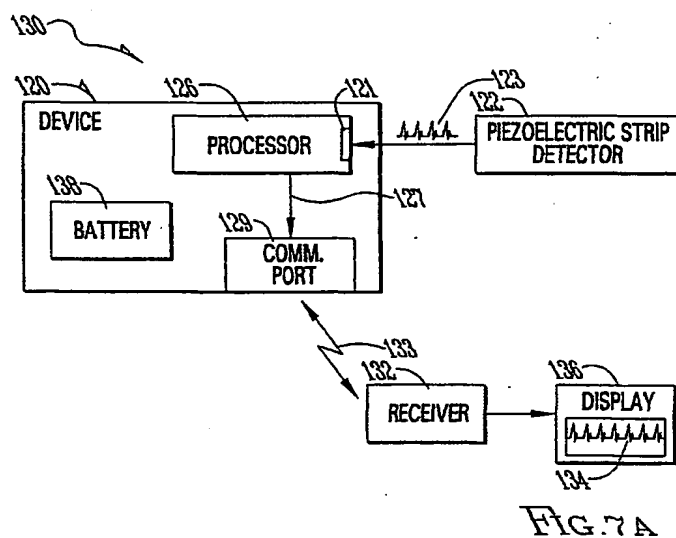 130
120
DEVICE
126
121
PROCESSOR
123
122
PIEZOELECTRIC STRIP
DETECTOR
138
BATTERY
127
129
COMM.
PORT
133
132
RECEIVER
136
DISPLAY
134
FIG.7A